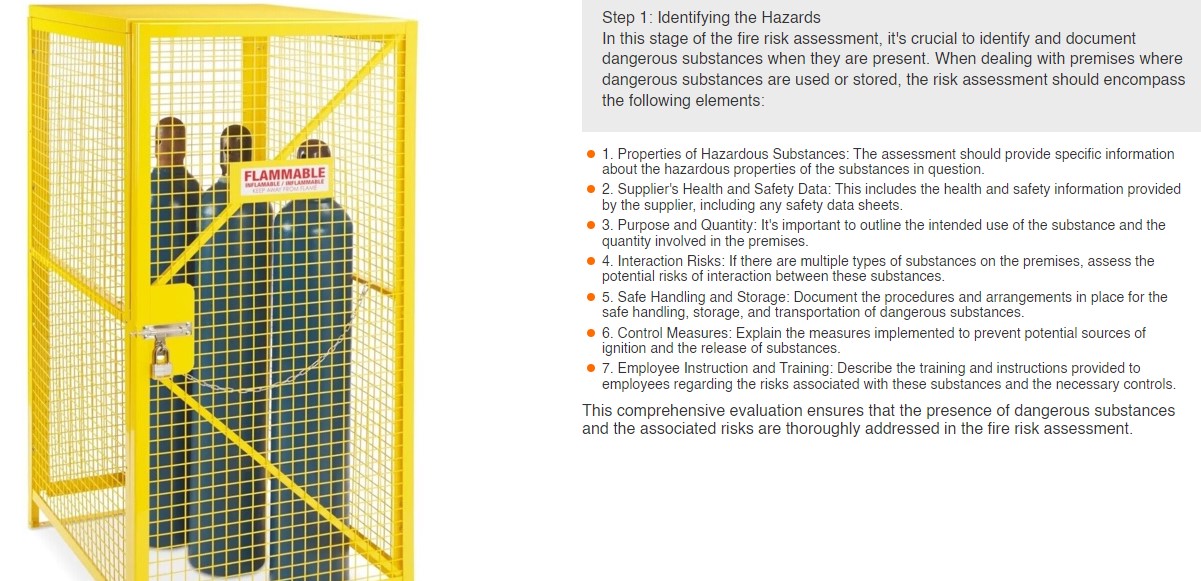 FLAMMABLE
INFLAMABLE / INFLAMMABLE
KEEP AWAY FROM FLAME
Step 1: Identifying the Hazards
In this stage of the fire risk assessment, it's crucial to identify and document
dangerous substances when they are present. When dealing with premises where
dangerous substances are used or stored, the risk assessment should encompass
the following elements:
1. Properties of Hazardous Substances: The assessment should provide specific information
about the hazardous properties of the substances in question.
2. Supplier's Health and Safety Data: This includes the health and safety information provided
by the supplier, including any safety data sheets.
3. Purpose and Quantity: It's important to outline the intended use of the substance and the
quantity involved in the premises.
4. Interaction Risks: If there are multiple types of substances on the premises, assess the
potential risks of interaction between these substances.
5. Safe Handling and Storage: Document the procedures and arrangements in place for the
safe handling, storage, and transportation of dangerous substances.
6. Control Measures: Explain the measures implemented to prevent potential sources of
ignition and the release of substances.
7. Employee Instruction and Training: Describe the training and instructions provided to
employees regarding the risks associated with these substances and the necessary controls.
This comprehensive evaluation ensures that the presence of dangerous substances
and the associated risks are thoroughly addressed in the fire risk assessment.